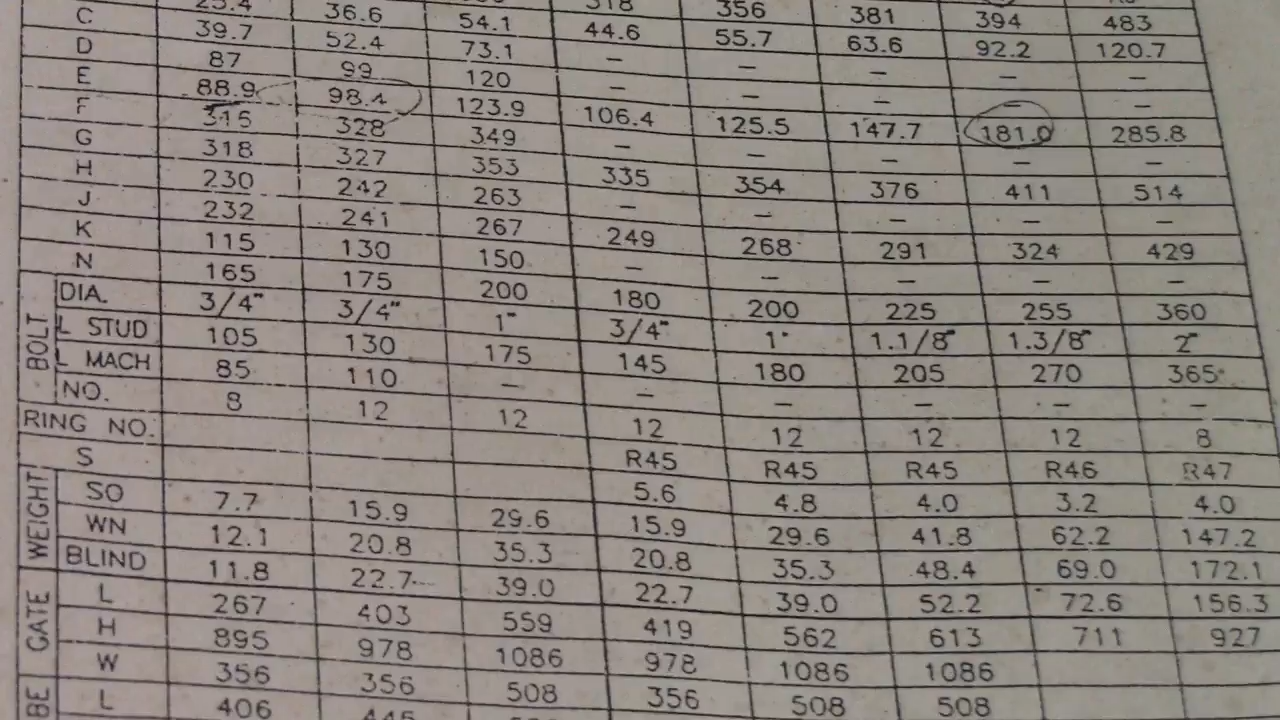 318 356 381 394 483
25.4 36.6 54.1 44.6 55.7 63.6 92.2 120.7
C 39.7 52.4 73.1 – – – – –
D 87 99 120 – – – – –
E 88.9 98.4 123.9 106.4 125.5 147.7 181.0 285.8
F 315 328 349 – – – – –
G 318 327 353 335 354 376 411 514
H 230 242 263 – – – – –
J 232 241 267 249 268 291 324 429
K 115 130 150 – – – – –
N 165 175 200 180 200 225 255 360
BOLT
DIA. 3/4" 3/4" 1" 3/4" 1" 1.1/8" 1.3/8" 2"
L STUD 105 130 175 145 180 205 270 365
L MACH 85 110 – – – – – –
NO. 8 12 12 12 12 12 12 8
RING NO. R45 R45 R45 R46 R47
S 5.6 4.8 4.0 3.2 4.0
WEIGHT
SO 7.7 15.9 29.6 15.9 29.6 41.8 62.2 147.2
WN 12.1 20.8 35.3 20.8 35.3 48.4 69.0 172.1
BLIND 11.8 22.7 39.0 22.7 39.0 52.2 72.6 156.3
GATE
L 267 403 559 419 562 613 711 927
H 895 978 1086 978 1086 1086
W 356 356 508 356 508 508
BE
L 406